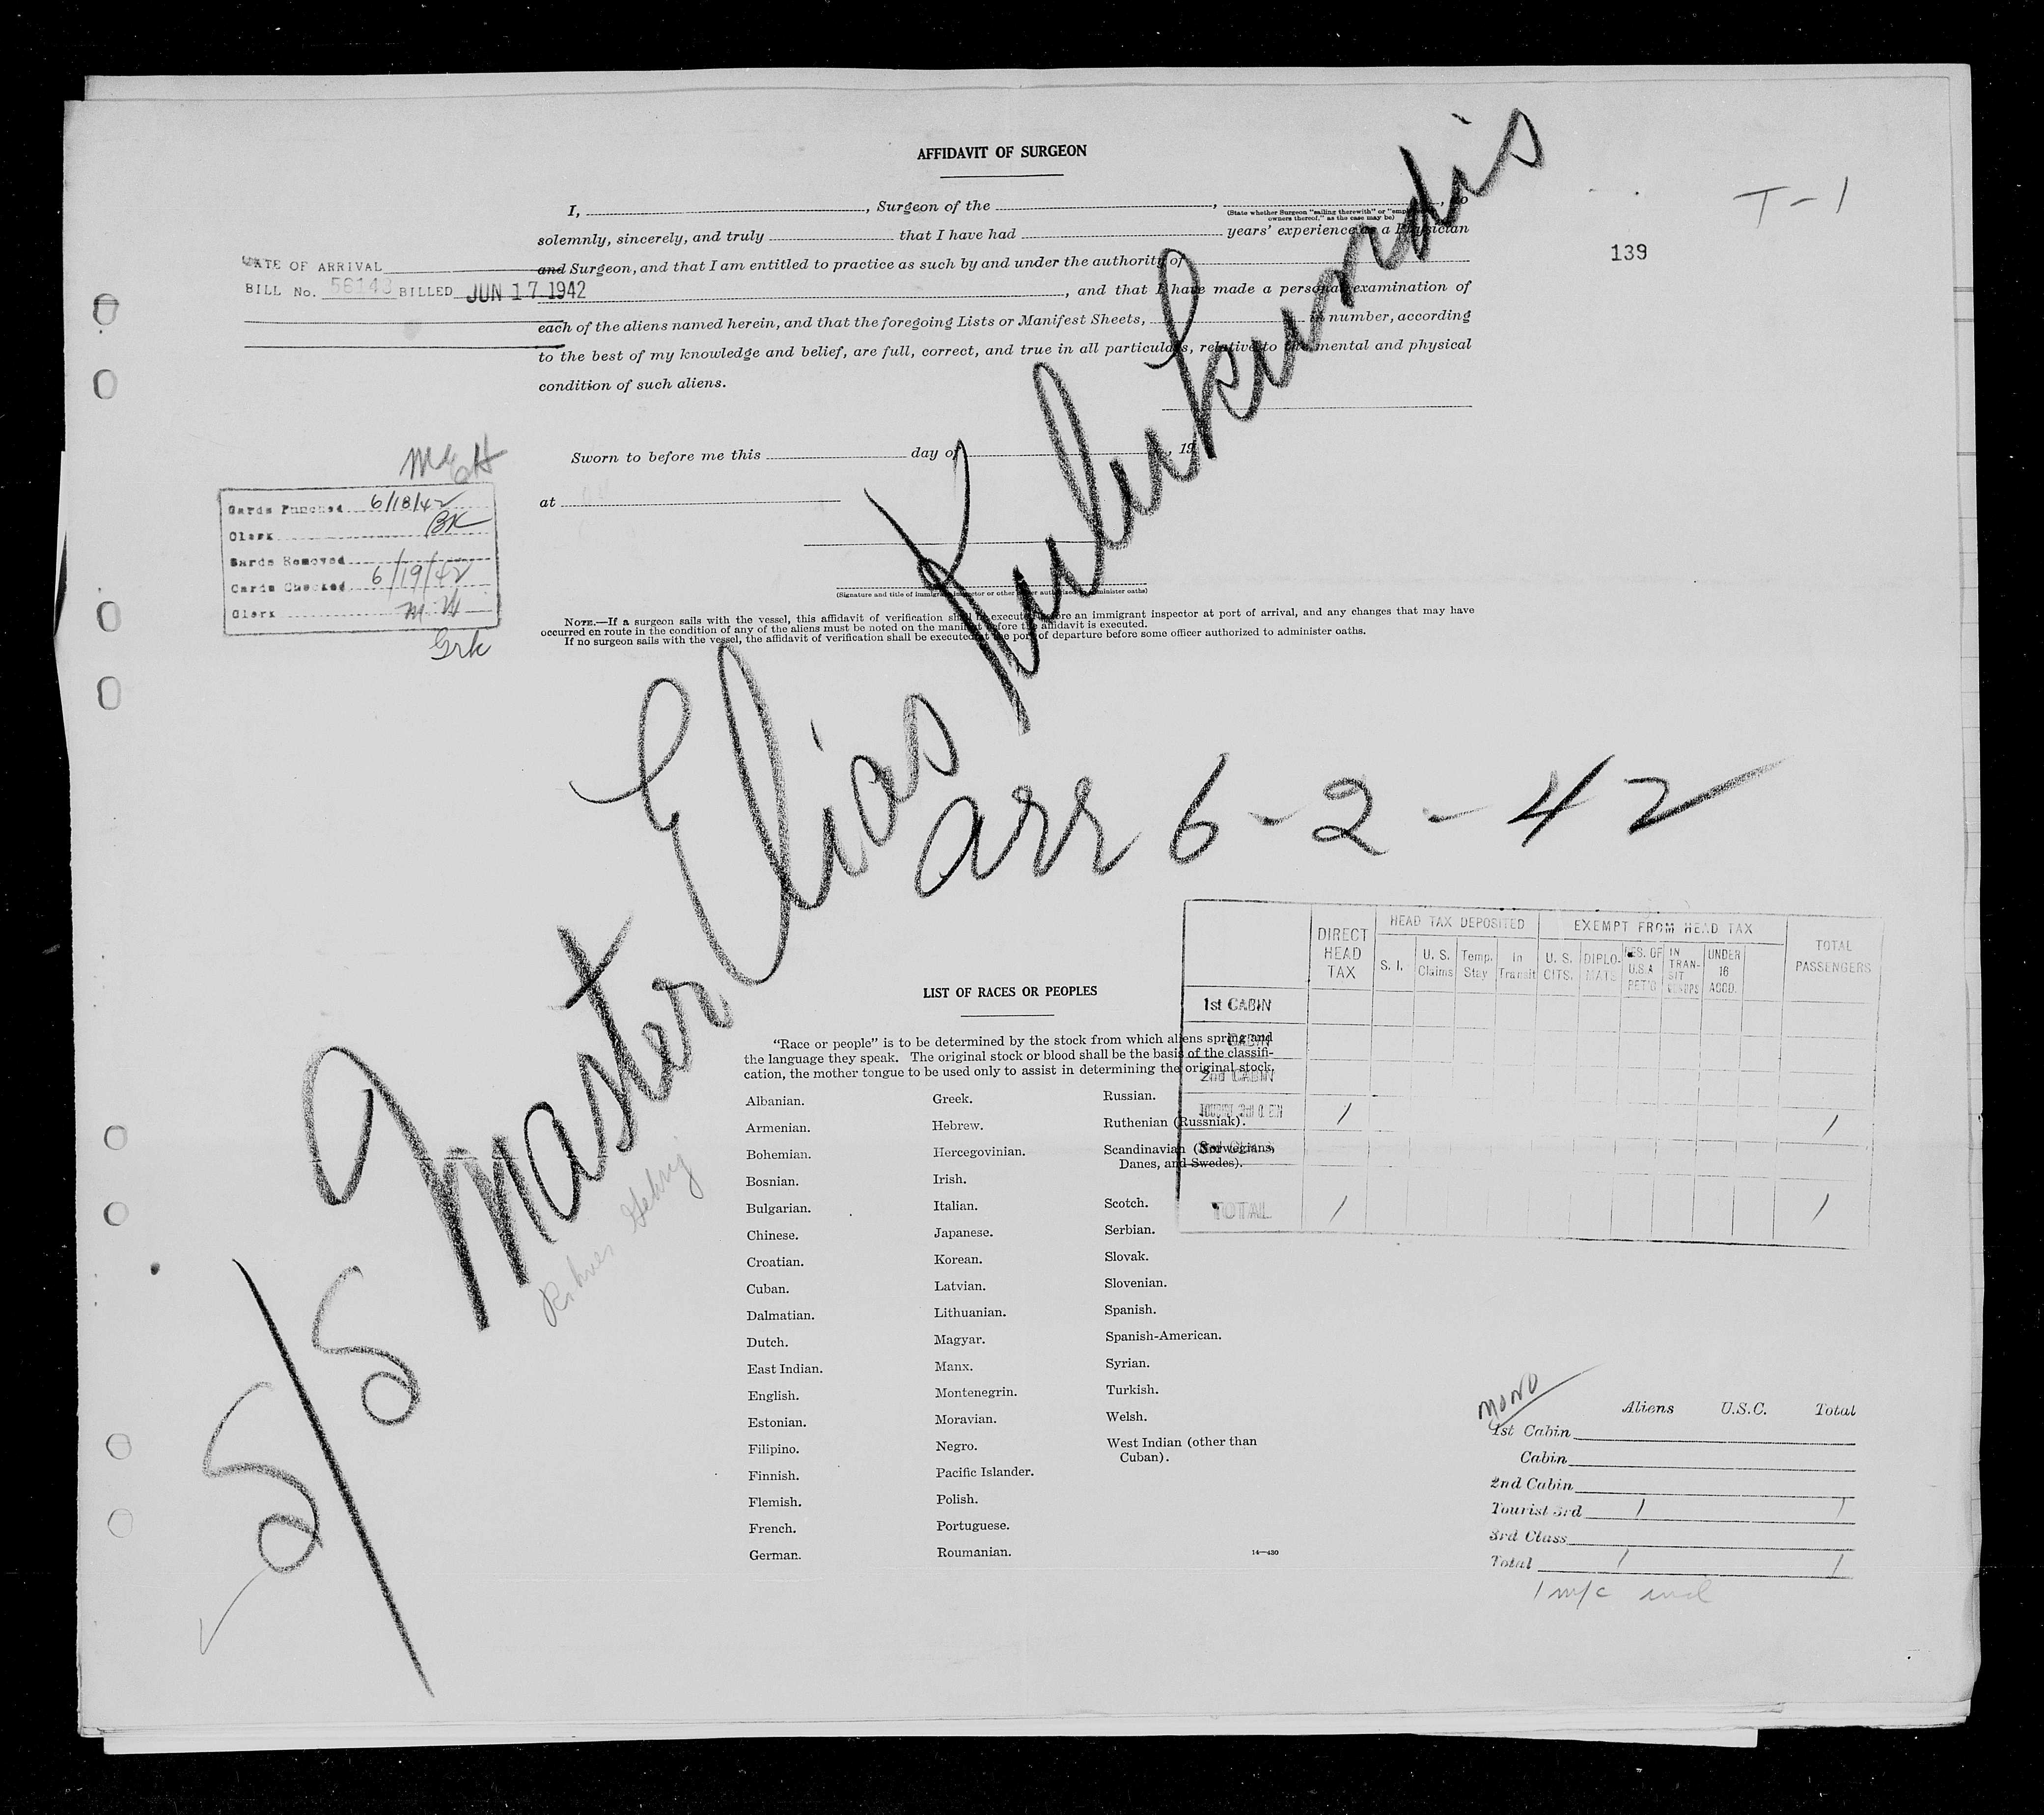 AFFIDAVIT OF SURGEON
T-1
139
I, , Surgeon of the , , do
(State whether Surgeon "sailing therewith" or "emp
owners thereof," as the case may be)
solemnly, sincerely, and truly that I have had years' experience as a Physician
and Surgeon, and that I am entitled to practice as such by and under the authority of
, and that I have made a personal examination of
each of the aliens named herein, and that the foregoing Lists or Manifest Sheets, in number, according
to the best of my knowledge and belief, are full, correct, and true in all particulars, relative to the mental and physical
condition of such aliens.
DATE OF ARRIVAL
BILL No. 56143 BILLED JUN 17 1942
Sworn to before me this day of 19
at
(Signature and title of immigrant inspector or other officer authorized to administer oaths)
NOTE.—If a surgeon sails with the vessel, this affidavit of verification shall be executed before an immigrant inspector at port of arrival, and any changes that may have
occurred en route in the condition of any of the aliens must be noted on the manifest before the affidavit is executed.
If no surgeon sails with the vessel, the affidavit of verification shall be executed at the port of departure before some officer authorized to administer oaths.
Cards Punched 6/18/42
Clerk BK
Cards Removed
Cards Checked 6/19/42
Clerk M.W
Grk
S/S Master Elias Kulukundis
arr 6-2-42
DIRECT HEAD TAX
HEAD TAX DEPOSITED
S. I.
U. S. Claims
Temp. Stay
In Transit
EXEMPT FROM HEAD TAX
U. S. CITS.
DIPLOMATS
RES. OF U.S.A RET'G
IN TRANSIT
UNDER 16 ACCD.
TOTAL PASSENGERS
1st CABIN
CABIN
2nd CABIN
1 1
3rd Class
TOTAL 1 1
LIST OF RACES OR PEOPLES
"Race or people" is to be determined by the stock from which aliens spring and
the language they speak. The original stock or blood shall be the basis of the classifi-
cation, the mother tongue to be used only to assist in determining the original stock.
Albanian.
Armenian.
Bohemian.
Bosnian.
Bulgarian.
Chinese.
Croatian.
Cuban.
Dalmatian.
Dutch.
East Indian.
English.
Estonian.
Filipino.
Finnish.
Flemish.
French.
German.
Greek.
Hebrew.
Hercegovinian.
Irish.
Italian.
Japanese.
Korean.
Latvian.
Lithuanian.
Magyar.
Manx.
Montenegrin.
Moravian.
Negro.
Pacific Islander.
Polish.
Portuguese.
Roumanian.
Russian.
Ruthenian (Russniak).
Scandinavian (Norwegians,
Danes, and Swedes).
Scotch.
Serbian.
Slovak.
Slovenian.
Spanish.
Spanish-American.
Syrian.
Turkish.
Welsh.
West Indian (other than
Cuban).
14—430
MONO
Aliens U.S.C. Total
1st Cabin
Cabin
2nd Cabin
Tourist 3rd 1 1
3rd Class
Total 1 1
1 m/c incl